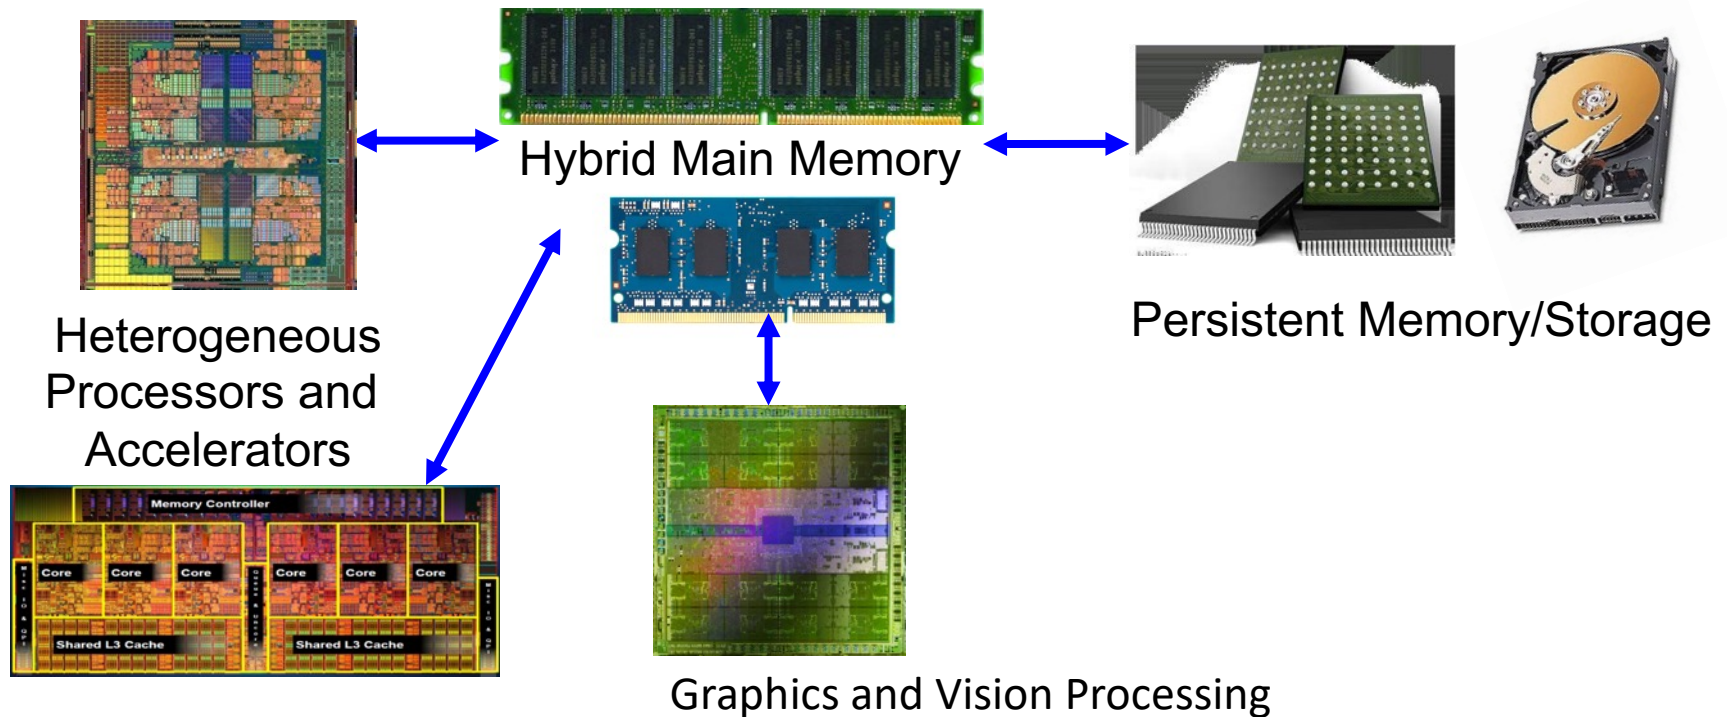 Hybrid Main Memory
Heterogeneous
Processors and
Accelerators
Persistent Memory/Storage
Memory Controller
Core
Core
Core
Core
Core
Core
Shared L3 Cache
Shared L3 Cache
Graphics and Vision Processing